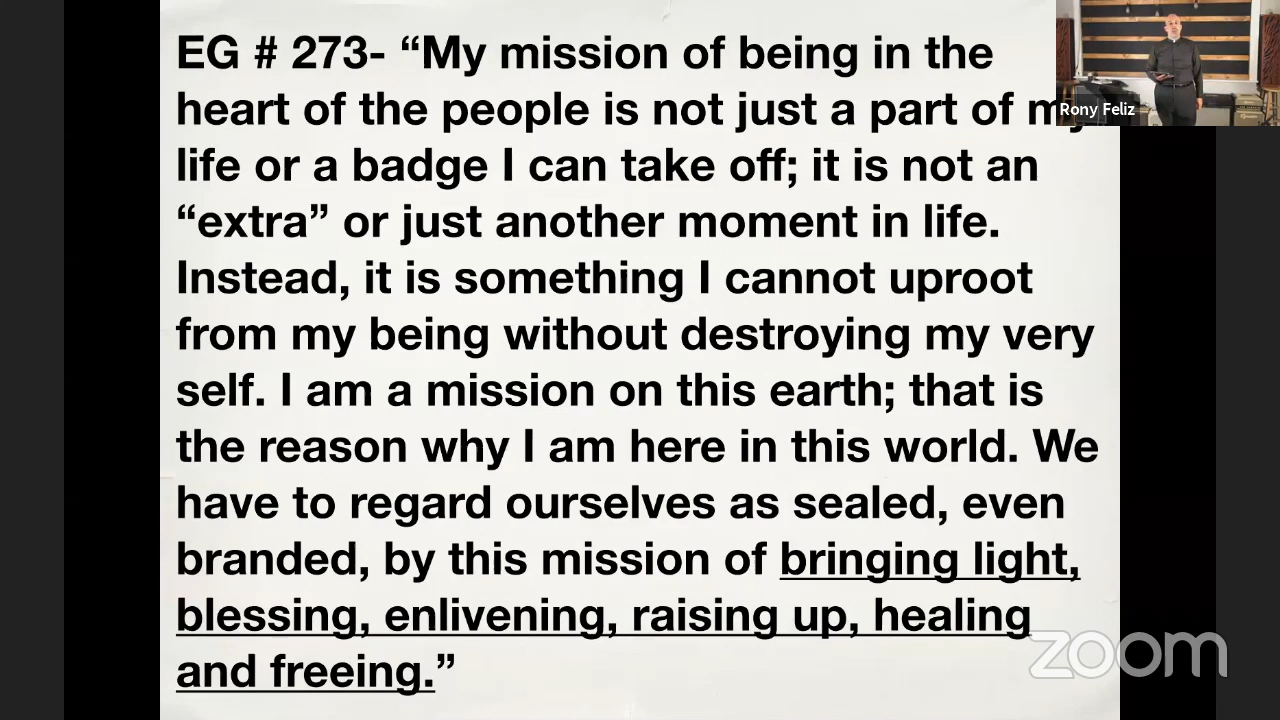 EG # 273- “My mission of being in the
heart of the people is not just a part of my
life or a badge I can take off; it is not an
“extra” or just another moment in life.
Instead, it is something I cannot uproot
from my being without destroying my very
self. I am a mission on this earth; that is
the reason why I am here in this world. We
have to regard ourselves as sealed, even
branded, by this mission of bringing light,
blessing, enlivening, raising up, healing
and freeing.”
Rony Feliz
zoom